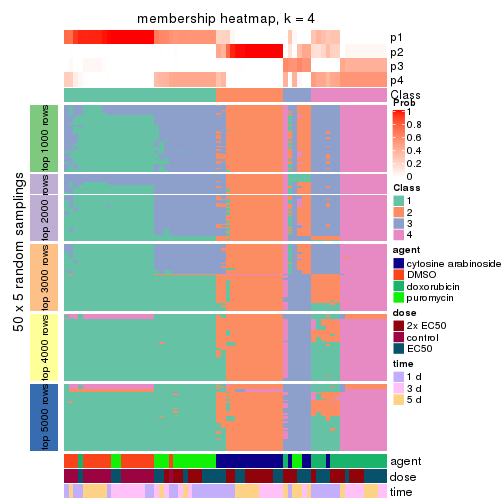 membership heatmap, k = 4
p1
p2
p3
p4
Class
50 x 5 random samplings
top 1000 rows
top 2000 rows
top 3000 rows
top 4000 rows
top 5000 rows
Prob
1
0.8
0.6
0.4
0.2
0
Class
1
2
3
4
agent
cytosine arabinoside
DMSO
doxorubicin
puromycin
dose
2x EC50
control
EC50
time
1 d
3 d
5 d
agent
dose
time